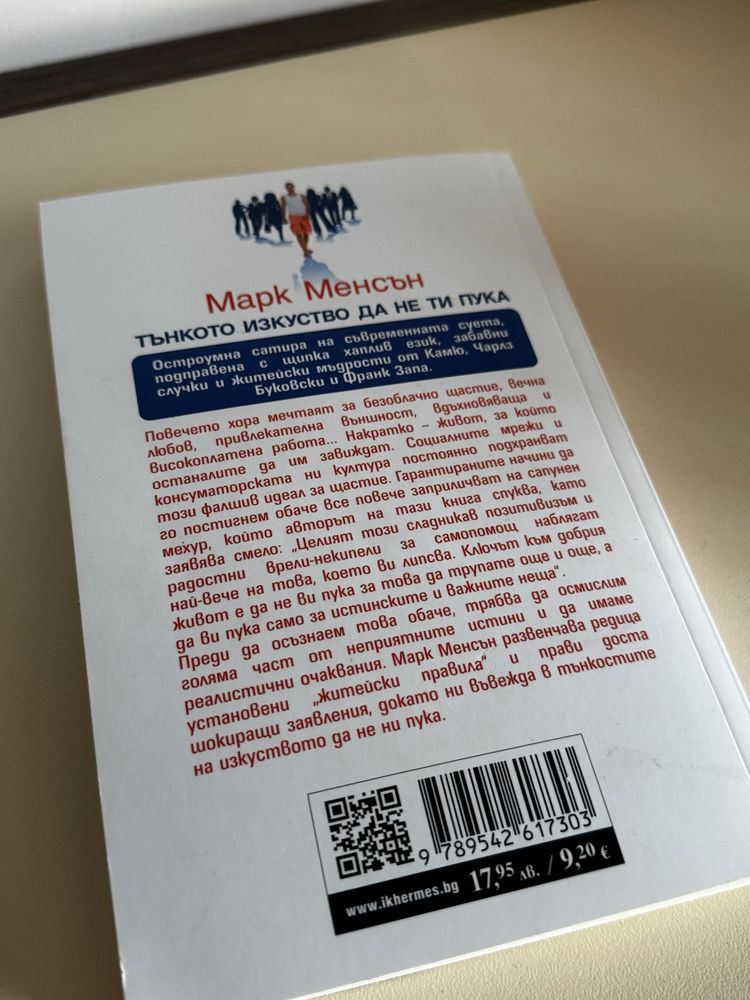 Марк Менсън
ТЪНКОТО ИЗКУСТВО ДА НЕ ТИ ПУКА
Остроумна сатира на съвременната суета,
подправена с щипка хаплив език, забавни
случки и житейски мъдрости от Камю, Чарлз
Буковски и Франк Запа.
Повечето хора мечтаят за безоблачно щастие, вечна
любов, привлекателна външност, вдъхновяваща и
високоплатена работа... Накратко – живот, за който
останалите да им завиждат. Социалните мрежи и
консуматорската ни култура постоянно подхранват
този фалшив идеал за щастие. Гарантираните начини да
го постигнем обаче все повече заприличват на сапунен
мехур, който авторът на тази книга спуква, като
заявява смело: „Целият този сладникав позитивизъм и
радостни врели-некипели за самопомощ наблягат
най-вече на това, което ви липсва. Ключът към добрия
живот е да не ви пука за това да трупате още и още, а
да ви пука само за истинските и важните неща“.
Преди да осъзнаем това обаче, трябва да осмислим
голяма част от неприятните истини и да имаме
реалистични очаквания. Марк Менсън развенчава редица
установени „житейски правила“ и прави доста
шокиращи заявления, докато ни въвежда в тънкостите
на изкуството да не ни пука.
9 789542 617303
www.ikhermes.bg 17,95 лв. / 9,20 €